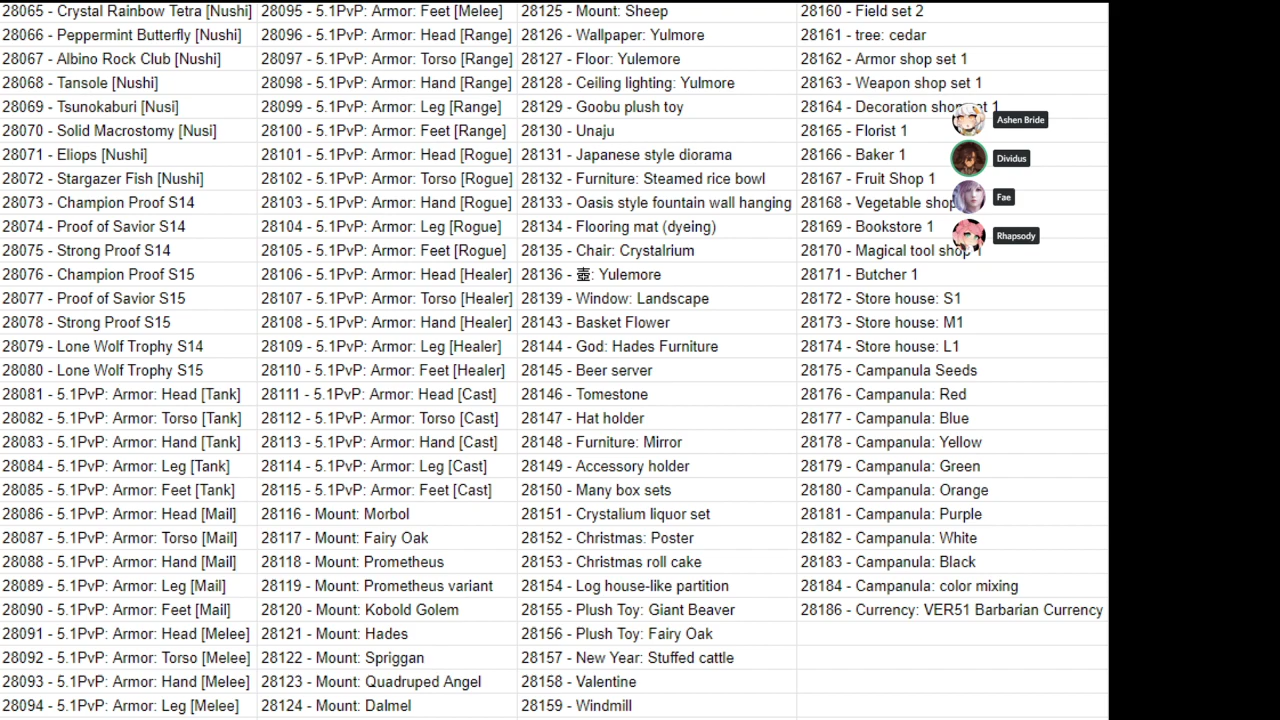 28065 - Crystal Rainbow Tetra [Nushi]
28066 - Peppermint Butterfly [Nushi]
28067 - Albino Rock Club [Nushi]
28068 - Tansole [Nushi]
28069 - Tsunokaburi [Nusi]
28070 - Solid Macrostomy [Nusi]
28071 - Eliops [Nushi]
28072 - Stargazer Fish [Nushi]
28073 - Champion Proof S14
28074 - Proof of Savior S14
28075 - Strong Proof S14
28076 - Champion Proof S15
28077 - Proof of Savior S15
28078 - Strong Proof S15
28079 - Lone Wolf Trophy S14
28080 - Lone Wolf Trophy S15
28081 - 5.1PvP: Armor: Head [Tank]
28082 - 5.1PvP: Armor: Torso [Tank]
28083 - 5.1PvP: Armor: Hand [Tank]
28084 - 5.1PvP: Armor: Leg [Tank]
28085 - 5.1PvP: Armor: Feet [Tank]
28086 - 5.1PvP: Armor: Head [Mail]
28087 - 5.1PvP: Armor: Torso [Mail]
28088 - 5.1PvP: Armor: Hand [Mail]
28089 - 5.1PvP: Armor: Leg [Mail]
28090 - 5.1PvP: Armor: Feet [Mail]
28091 - 5.1PvP: Armor: Head [Melee]
28092 - 5.1PvP: Armor: Torso [Melee]
28093 - 5.1PvP: Armor: Hand [Melee]
28094 - 5.1PvP: Armor: Leg [Melee]
28095 - 5.1PvP: Armor: Feet [Melee]
28096 - 5.1PvP: Armor: Head [Range]
28097 - 5.1PvP: Armor: Torso [Range]
28098 - 5.1PvP: Armor: Hand [Range]
28099 - 5.1PvP: Armor: Leg [Range]
28100 - 5.1PvP: Armor: Feet [Range]
28101 - 5.1PvP: Armor: Head [Rogue]
28102 - 5.1PvP: Armor: Torso [Rogue]
28103 - 5.1PvP: Armor: Hand [Rogue]
28104 - 5.1PvP: Armor: Leg [Rogue]
28105 - 5.1PvP: Armor: Feet [Rogue]
28106 - 5.1PvP: Armor: Head [Healer]
28107 - 5.1PvP: Armor: Torso [Healer]
28108 - 5.1PvP: Armor: Hand [Healer]
28109 - 5.1PvP: Armor: Leg [Healer]
28110 - 5.1PvP: Armor: Feet [Healer]
28111 - 5.1PvP: Armor: Head [Cast]
28112 - 5.1PvP: Armor: Torso [Cast]
28113 - 5.1PvP: Armor: Hand [Cast]
28114 - 5.1PvP: Armor: Leg [Cast]
28115 - 5.1PvP: Armor: Feet [Cast]
28116 - Mount: Morbol
28117 - Mount: Fairy Oak
28118 - Mount: Prometheus
28119 - Mount: Prometheus variant
28120 - Mount: Kobold Golem
28121 - Mount: Hades
28122 - Mount: Spriggan
28123 - Mount: Quadruped Angel
28124 - Mount: Dalmel
28125 - Mount: Sheep
28126 - Wallpaper: Yulmore
28127 - Floor: Yulemore
28128 - Ceiling lighting: Yulmore
28129 - Goobu plush toy
28130 - Unaju
28131 - Japanese style diorama
28132 - Furniture: Steamed rice bowl
28133 - Oasis style fountain wall hanging
28134 - Flooring mat (dyeing)
28135 - Chair: Crystalrium
28136 - 壺: Yulemore
28139 - Window: Landscape
28143 - Basket Flower
28144 - God: Hades Furniture
28145 - Beer server
28146 - Tomestone
28147 - Hat holder
28148 - Furniture: Mirror
28149 - Accessory holder
28150 - Many box sets
28151 - Crystalium liquor set
28152 - Christmas: Poster
28153 - Christmas roll cake
28154 - Log house-like partition
28155 - Plush Toy: Giant Beaver
28156 - Plush Toy: Fairy Oak
28157 - New Year: Stuffed cattle
28158 - Valentine
28159 - Windmill
28160 - Field set 2
28161 - tree: cedar
28162 - Armor shop set 1
28163 - Weapon shop set 1
28164 - Decoration shop set 1
28165 - Florist 1
28166 - Baker 1
28167 - Fruit Shop 1
28168 - Vegetable shop
28169 - Bookstore 1
28170 - Magical tool shop 1
28171 - Butcher 1
28172 - Store house: S1
28173 - Store house: M1
28174 - Store house: L1
28175 - Campanula Seeds
28176 - Campanula: Red
28177 - Campanula: Blue
28178 - Campanula: Yellow
28179 - Campanula: Green
28180 - Campanula: Orange
28181 - Campanula: Purple
28182 - Campanula: White
28183 - Campanula: Black
28184 - Campanula: color mixing
28186 - Currency: VER51 Barbarian Currency
Ashen Bride
Dividus
Fae
Rhapsody